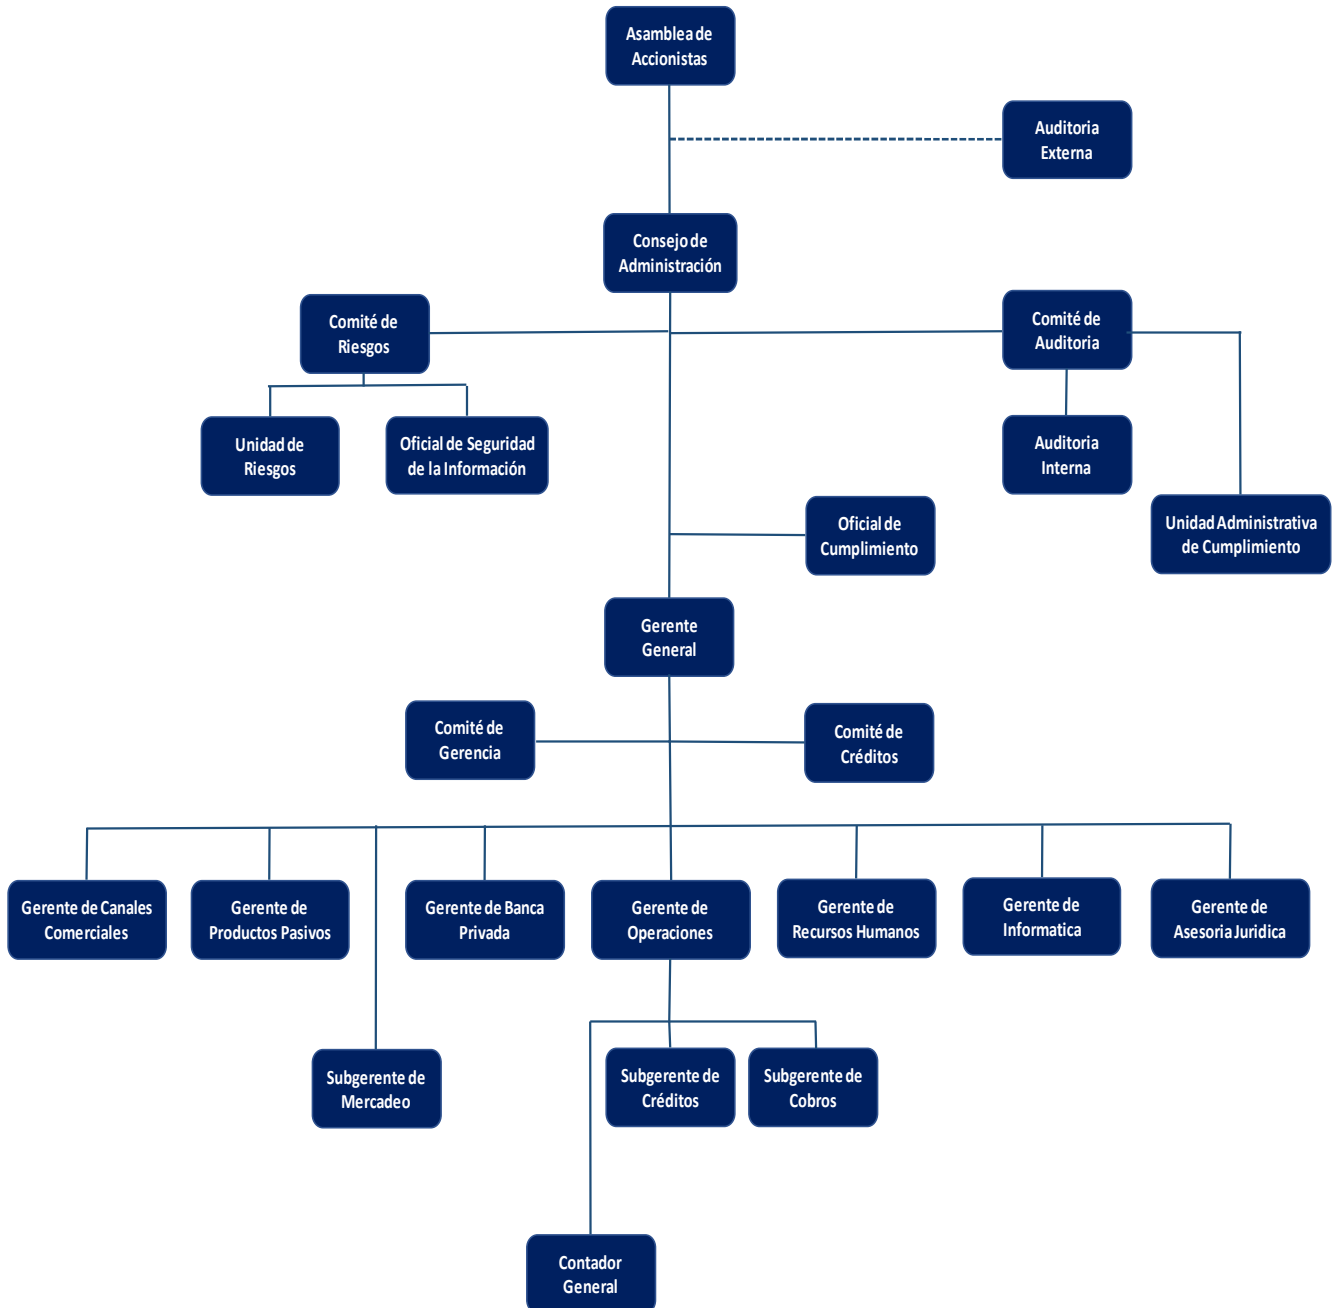 Asamblea de
Accionistas
Auditoria
Externa
Consejo de
Administración
Comité de
Riesgos
Comité de
Auditoria
Unidad de
Riesgos
Oficial de Seguridad
de la Información
Auditoria
Interna
Oficial de
Cumplimiento
Unidad Administrativa
de Cumplimiento
Gerente
General
Comité de
Gerencia
Comité de
Créditos
Gerente de Canales
Comerciales
Gerente de
Productos Pasivos
Gerente de Banca
Privada
Gerente de
Operaciones
Gerente de
Recursos Humanos
Gerente de
Informatica
Gerente de
Asesoria Juridica
Subgerente de
Mercadeo
Subgerente de
Créditos
Subgerente de
Cobros
Contador
General